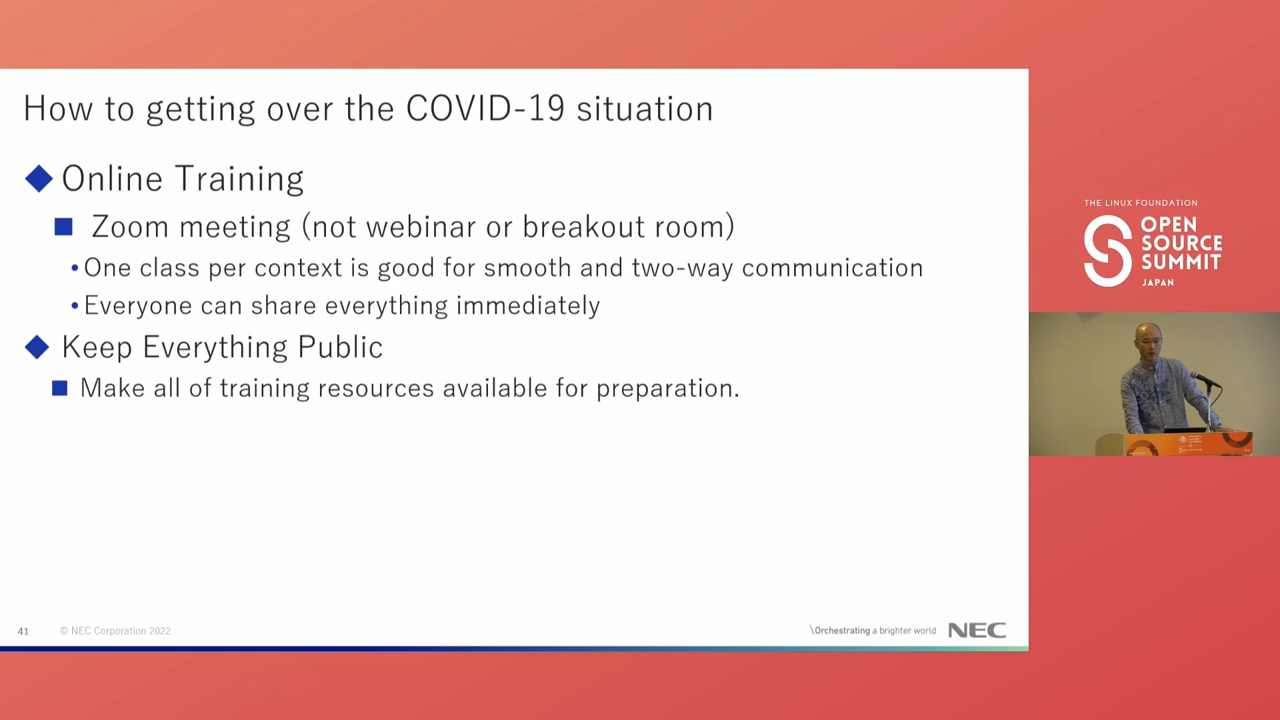 How to getting over the COVID-19 situation
Online Training
Zoom meeting (not webinar or breakout room)
One class per context is good for smooth and two-way communication
Everyone can share everything immediately
Keep Everything Public
Make all of training resources available for preparation.
41
© NEC Corporation 2022
\Orchestrating a brighter world
NEC
THE LINUX FOUNDATION
OPEN
SOURCE
SUMMIT
JAPAN